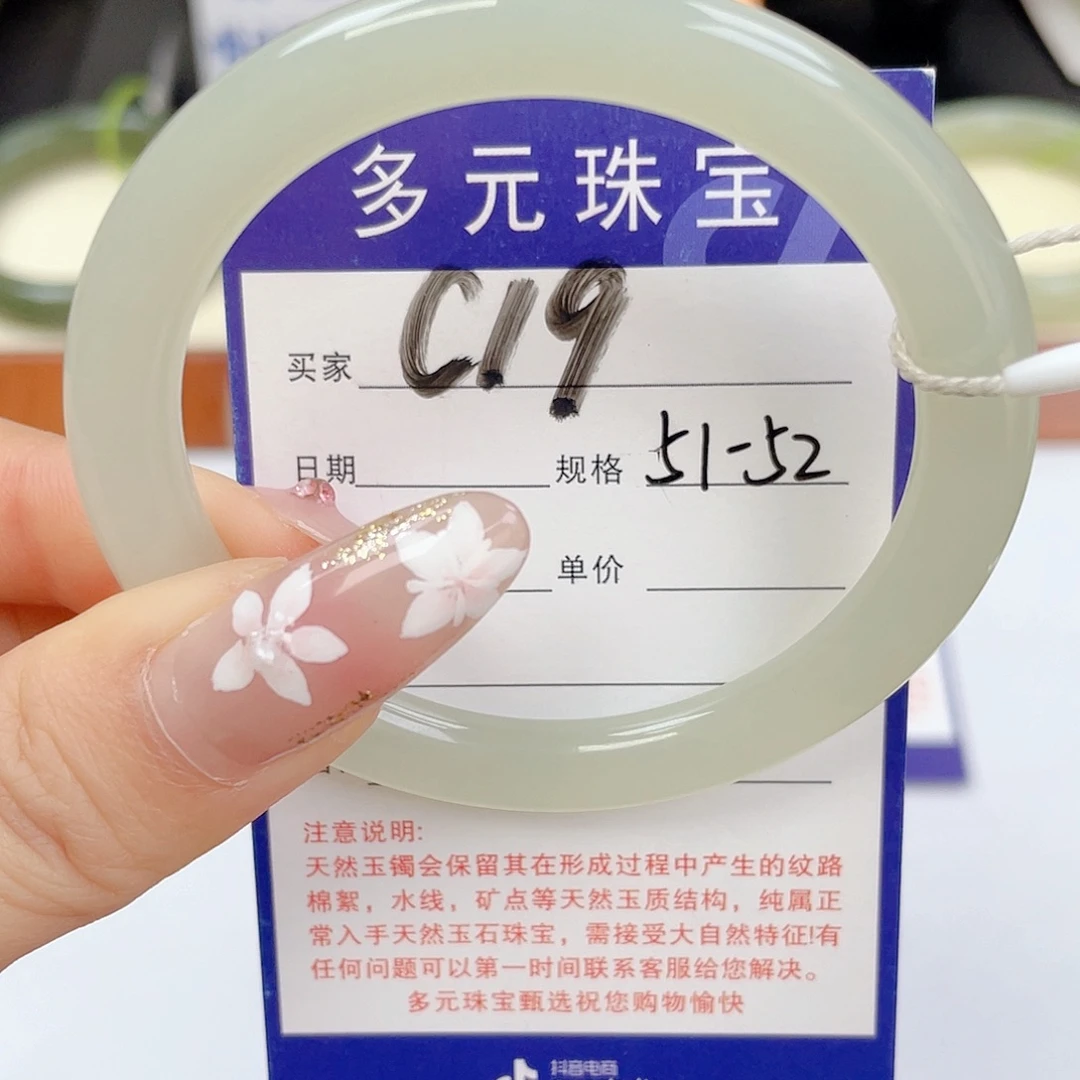 多元珠宝
买家 C19
日期 规格 51-52
单价
注意说明:
天然玉镯会保留其在形成过程中产生的纹路
棉絮，水线，矿点等天然玉质结构，纯属正
常入手天然玉石珠宝，需接受大自然特征!有
任何问题可以第一时间联系客服给您解决。
多元珠宝甄选祝您购物愉快
抖音电商